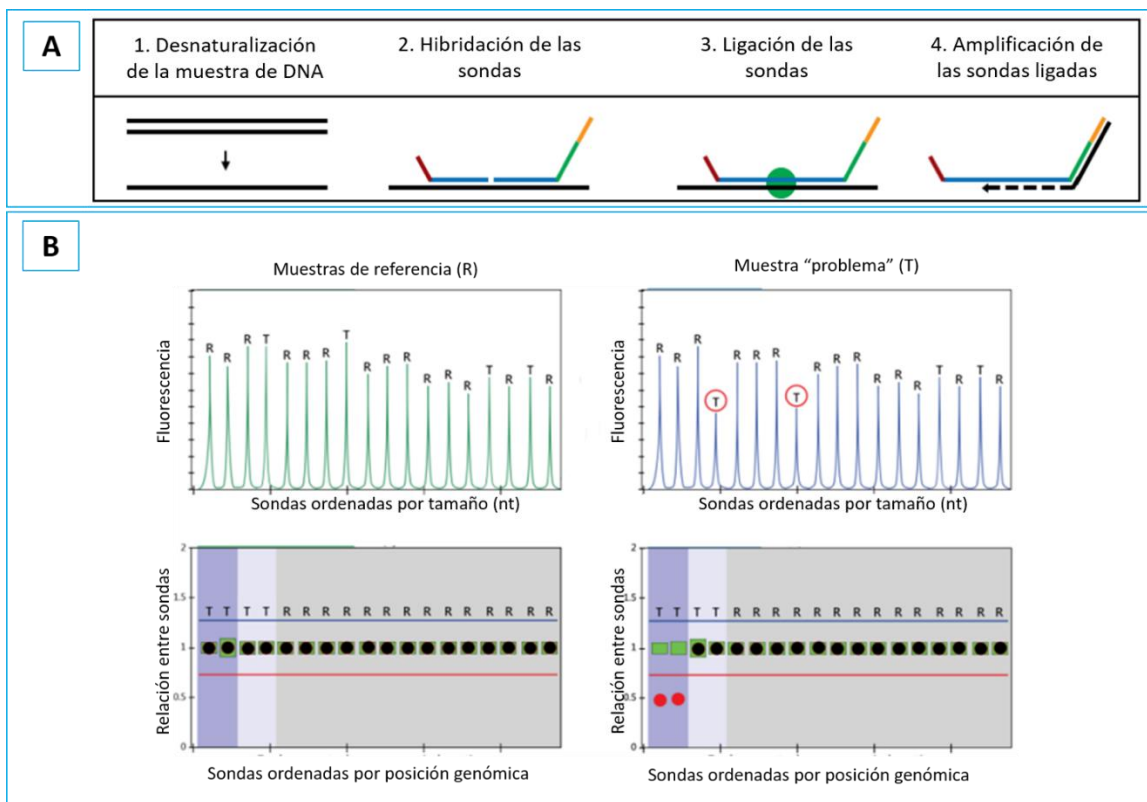 A
1. Desnaturalización
de la muestra de DNA
2. Hibridación de las
sondas
3. Ligación de las
sondas
4. Amplificación de
las sondas ligadas
B
Muestras de referencia (R)
Fluorescencia
R R R T R R R T R R R R R R T R T R
Sondas ordenadas por tamaño (nt)
Muestra “problema” (T)
Fluorescencia
R R R T R R R T R R R R R R T R T R
Sondas ordenadas por tamaño (nt)
Relación entre sondas
2
1.5
1
0.5
0
T T T T R R R R R R R R R R R R R R
Sondas ordenadas por posición genómica
Relación entre sondas
2
1.5
1
0.5
0
T T T T R R R R R R R R R R R R R R
Sondas ordenadas por posición genómica